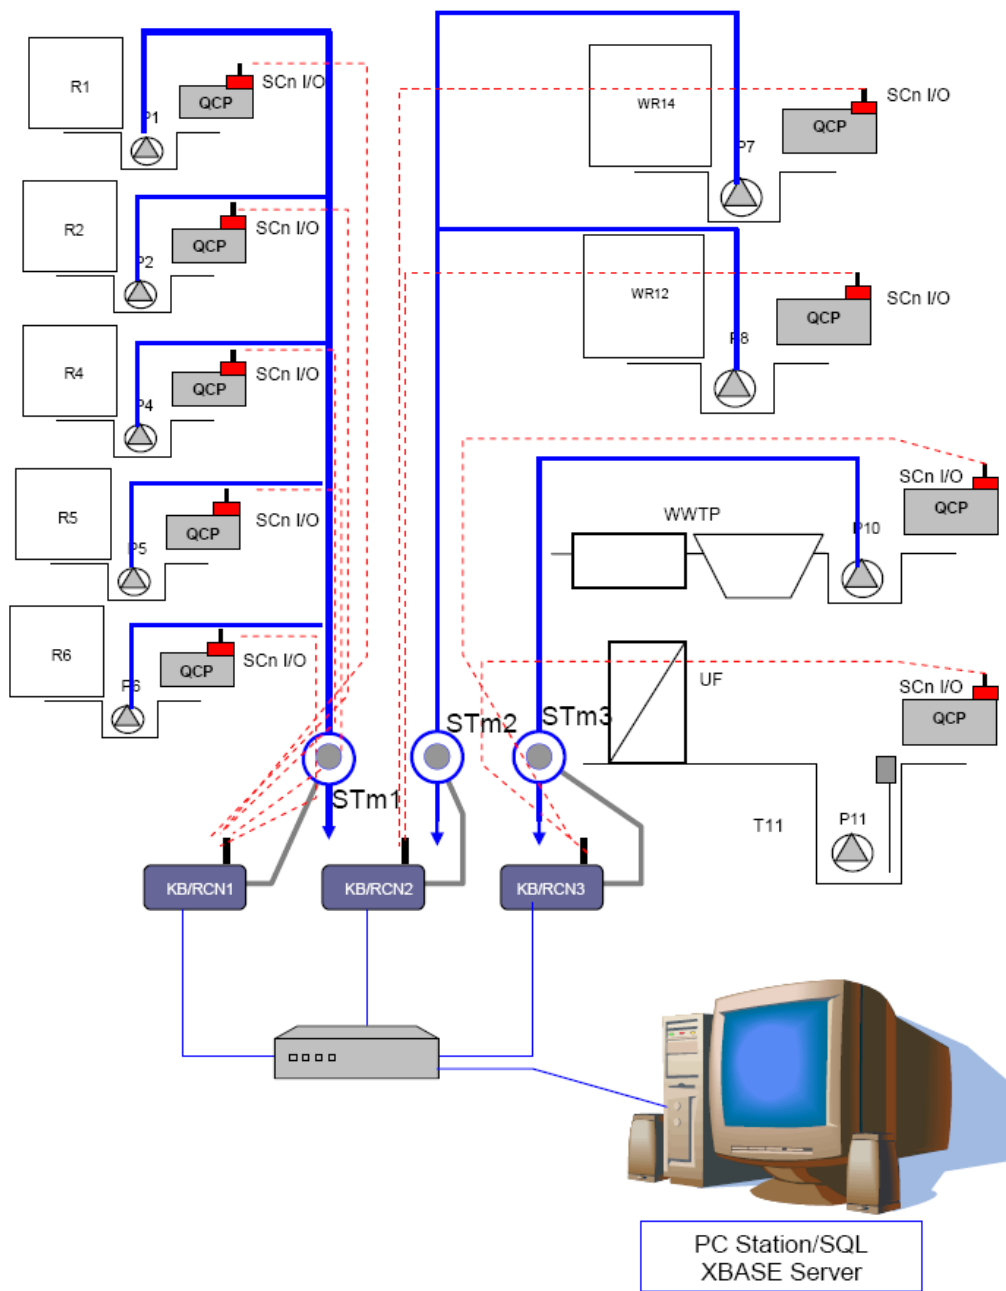 R1
P1
QCP
SCn I/O
R2
P2
QCP
SCn I/O
R4
P4
QCP
SCn I/O
R5
P5
QCP
SCn I/O
R6
P6
QCP
SCn I/O
WR14
P7
QCP
SCn I/O
WR12
P8
QCP
SCn I/O
WWTP
P10
SCn I/O
QCP
UF
SCn I/O
QCP
T11
P11
STm1
STm2
STm3
KB/RCN1
KB/RCN2
KB/RCN3
PC Station/SQL
XBASE Server